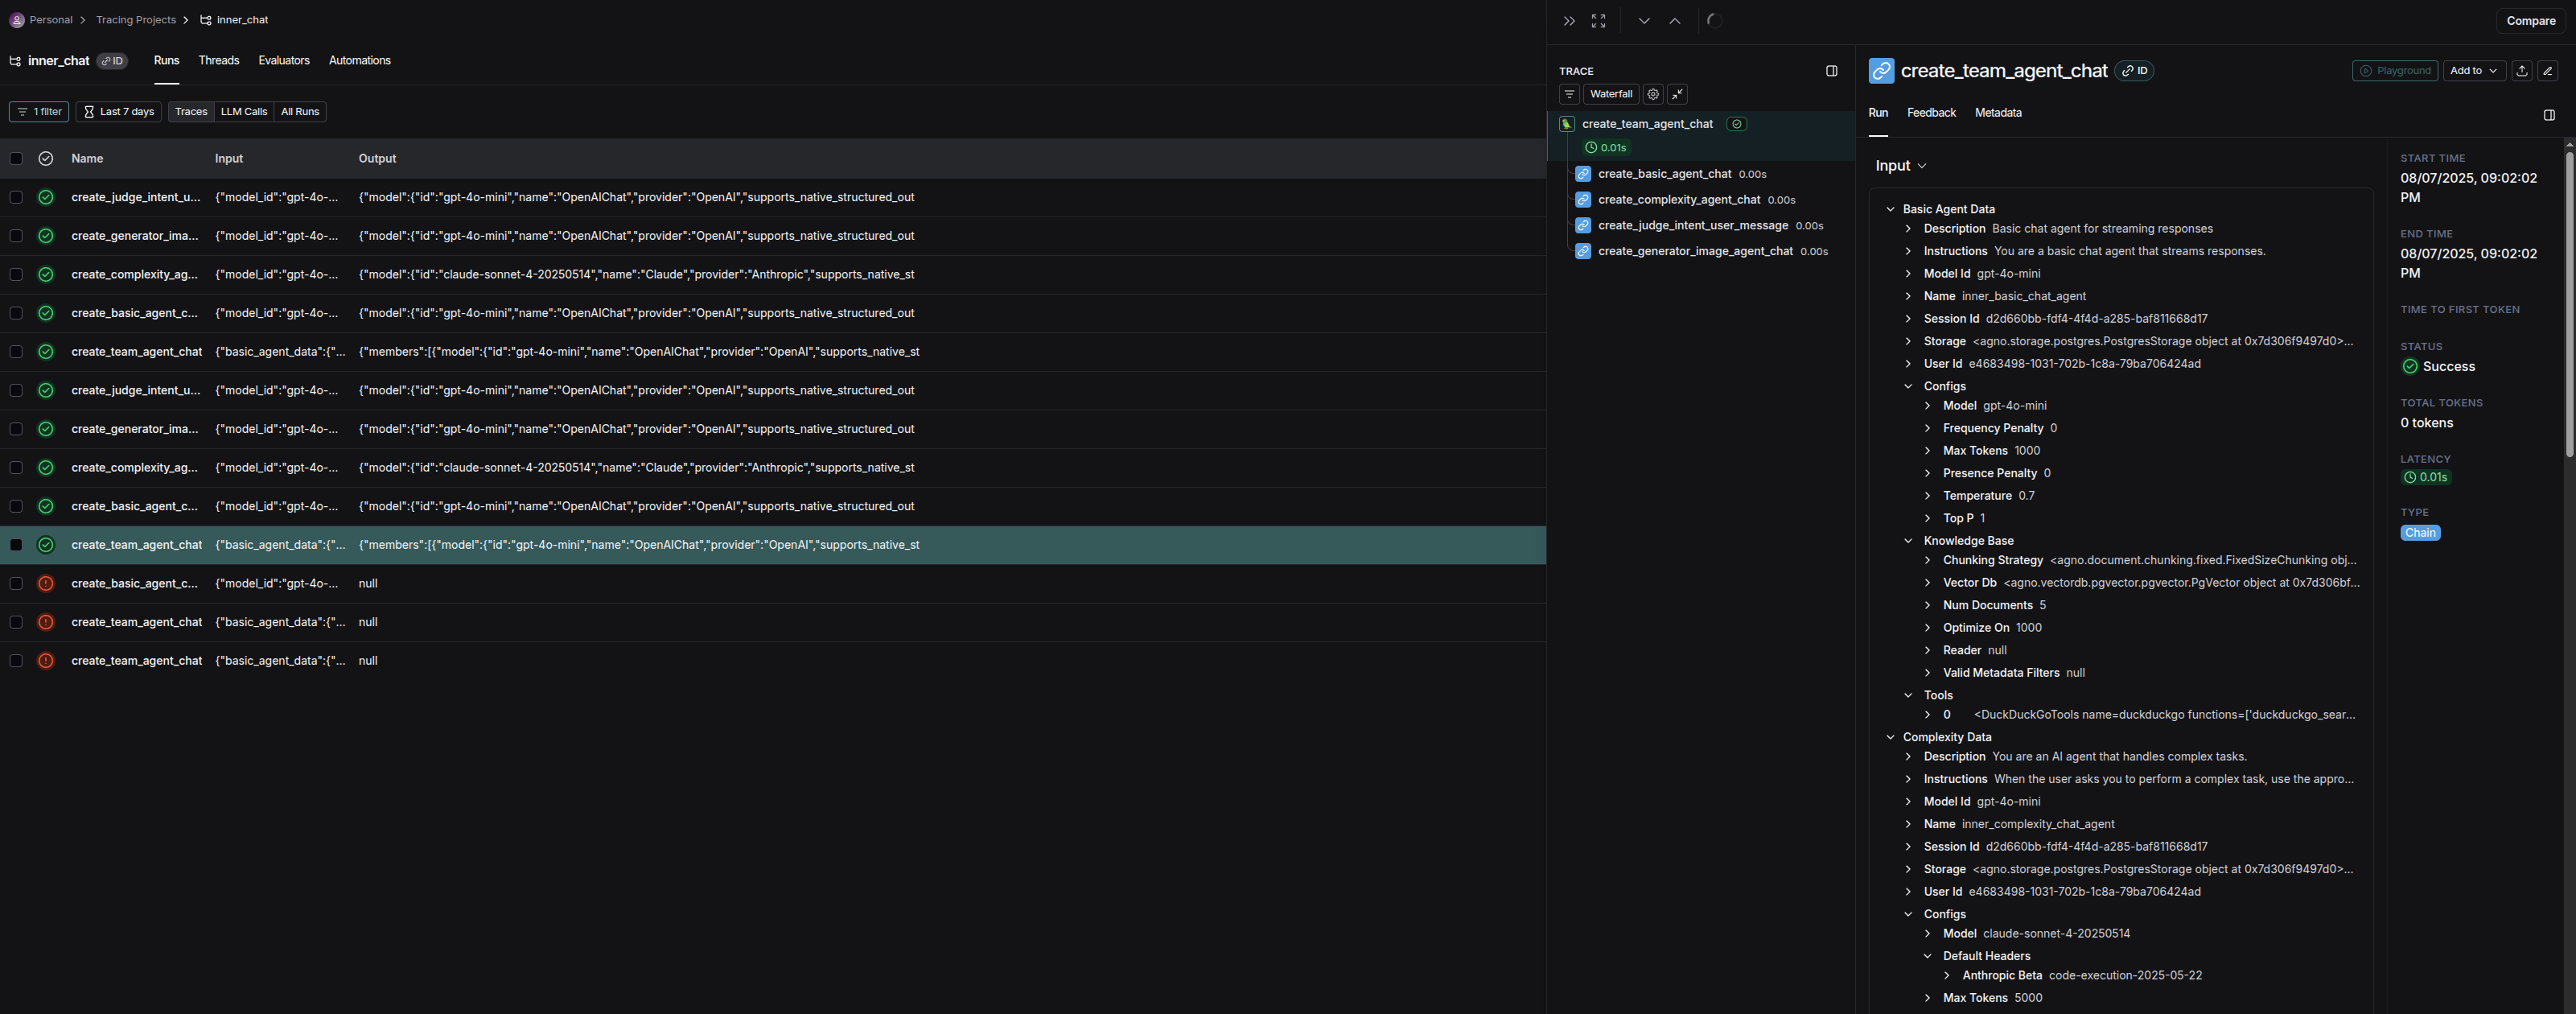 Personal > Tracing Projects > inner_chat
inner_chat ID Runs Threads Evaluators Automations
1 filter Last 7 days Traces LLM Calls All Runs
Name Input Output
create_judge_intent_u... {"model_id":"gpt-4o-... {"model":{"id":"gpt-4o-mini","name":"OpenAIChat","provider":"OpenAI","supports_native_structured_out
create_generator_ima... {"model_id":"gpt-4o-... {"model":{"id":"gpt-4o-mini","name":"OpenAIChat","provider":"OpenAI","supports_native_structured_out
create_complexity_ag... {"model_id":"gpt-4o-... {"model":{"id":"claude-sonnet-4-20250514","name":"Claude","provider":"Anthropic","supports_native_st
create_basic_agent_c... {"model_id":"gpt-4o-... {"model":{"id":"gpt-4o-mini","name":"OpenAIChat","provider":"OpenAI","supports_native_structured_out
create_team_agent_chat {"basic_agent_data":{"... {"members":[{"model":{"id":"gpt-4o-mini","name":"OpenAIChat","provider":"OpenAI","supports_native_st
create_judge_intent_u... {"model_id":"gpt-4o-... {"model":{"id":"gpt-4o-mini","name":"OpenAIChat","provider":"OpenAI","supports_native_structured_out
create_generator_ima... {"model_id":"gpt-4o-... {"model":{"id":"gpt-4o-mini","name":"OpenAIChat","provider":"OpenAI","supports_native_structured_out
create_complexity_ag... {"model_id":"gpt-4o-... {"model":{"id":"claude-sonnet-4-20250514","name":"Claude","provider":"Anthropic","supports_native_st
create_basic_agent_c... {"model_id":"gpt-4o-... {"model":{"id":"gpt-4o-mini","name":"OpenAIChat","provider":"OpenAI","supports_native_structured_out
create_team_agent_chat {"basic_agent_data":{"... {"members":[{"model":{"id":"gpt-4o-mini","name":"OpenAIChat","provider":"OpenAI","supports_native_st
create_basic_agent_c... {"model_id":"gpt-4o-... null
create_team_agent_chat {"basic_agent_data":{"... null
create_team_agent_chat {"basic_agent_data":{"... null
Compare
TRACE
Waterfall
create_team_agent_chat
0.01s
create_basic_agent_chat 0.00s
create_complexity_agent_chat 0.00s
create_judge_intent_user_message 0.00s
create_generator_image_agent_chat 0.00s
create_team_agent_chat ID Playground Add to
Run Feedback Metadata
Input
Basic Agent Data
Description Basic chat agent for streaming responses
Instructions You are a basic chat agent that streams responses.
Model Id gpt-4o-mini
Name inner_basic_chat_agent
Session Id d2d660bb-fdf4-4f4d-a285-baf811668d17
Storage <agno.storage.postgres.PostgresStorage object at 0x7d306f9497d0>...
User Id e4683498-1031-702b-1c8a-79ba706424ad
Configs
Model gpt-4o-mini
Frequency Penalty 0
Max Tokens 1000
Presence Penalty 0
Temperature 0.7
Top P 1
Knowledge Base
Chunking Strategy <agno.document.chunking.fixed.FixedSizeChunking obj...
Vector Db <agno.vectordb.pgvector.pgvector.PgVector object at 0x7d306bf...
Num Documents 5
Optimize On 1000
Reader null
Valid Metadata Filters null
Tools
0 <DuckDuckGoTools name=duckduckgo functions=['duckduckgo_sear...
Complexity Data
Description You are an AI agent that handles complex tasks.
Instructions When the user asks you to perform a complex task, use the appro...
Model Id gpt-4o-mini
Name inner_complexity_chat_agent
Session Id d2d660bb-fdf4-4f4d-a285-baf811668d17
Storage <agno.storage.postgres.PostgresStorage object at 0x7d306f9497d0>...
User Id e4683498-1031-702b-1c8a-79ba706424ad
Configs
Model claude-sonnet-4-20250514
Default Headers
Anthropic Beta code-execution-2025-05-22
Max Tokens 5000
START TIME
08/07/2025, 09:02:02
PM
END TIME
08/07/2025, 09:02:02
PM
TIME TO FIRST TOKEN
STATUS
Success
TOTAL TOKENS
0 tokens
LATENCY
0.01s
TYPE
Chain